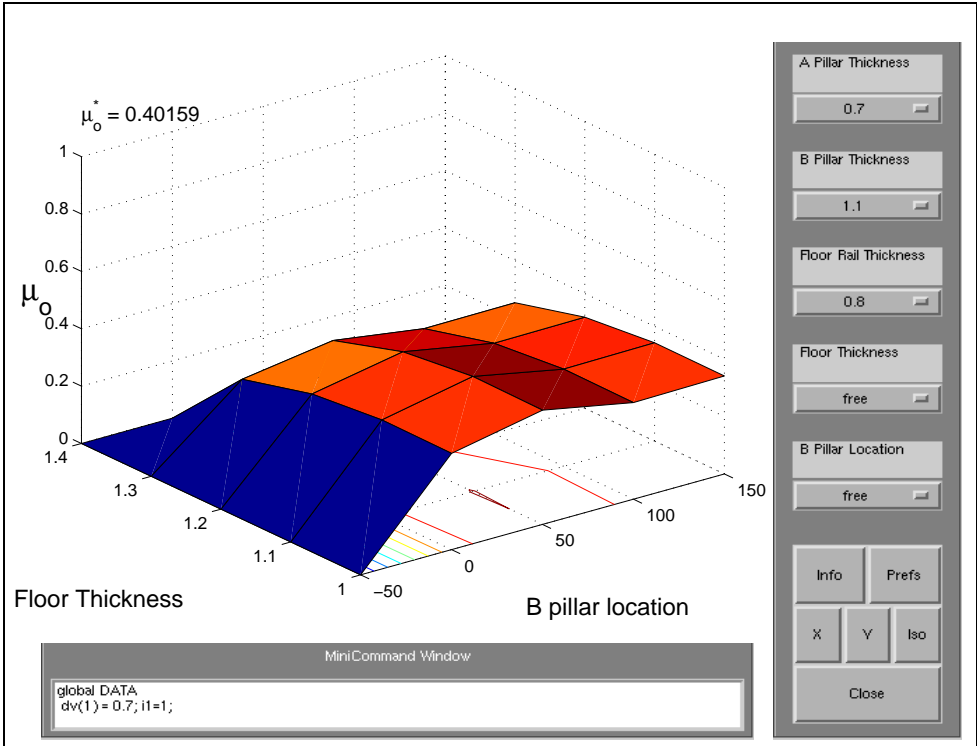 μo* = 0.40159
1
0.8
0.6
0.4
0.2
0
μo
1.4
1.3
1.2
1.1
1
−50
0
50
100
150
Floor Thickness
B pillar location
A Pillar Thickness
0.7
B Pillar Thickness
1.1
Floor Rail Thickness
0.8
Floor Thickness
free
B Pillar Location
free
Info
Prefs
X
Y
Iso
Close
MiniCommand Window
global DATA
dv(1) = 0.7; i1=1;